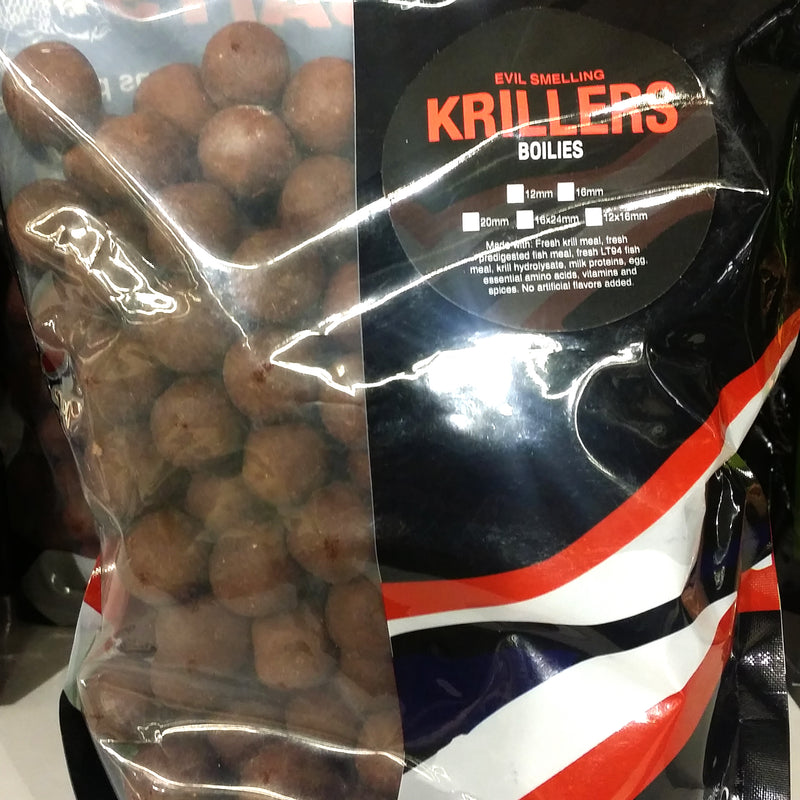 EVIL SMELLING
KRILLERS
BOILIES
12mm 16mm
20mm 16x24mm 12x16mm
Made with: Fresh krill meal, fresh
predigested fish meal, fresh LT94 fish
meal, krill hydrolysate, milk proteins, egg,
essential amino acids, vitamins and
spices. No artificial flavors added.